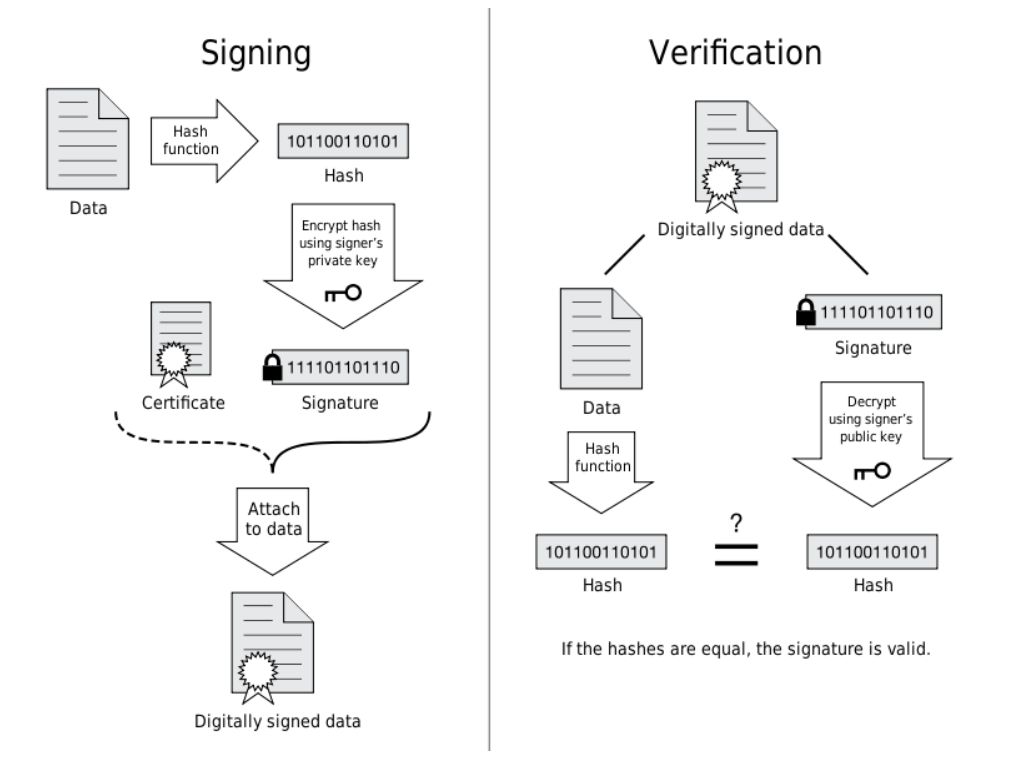 Signing
Hash
function
101100110101
Hash
Data
Encrypt hash
using signer's
private key
111101101110
Certificate
Signature
Attach
to data
Digitally signed data
Verification
Digitally signed data
111101101110
Signature
Data
Decrypt
using signer's
public key
Hash
function
?
101100110101
101100110101
Hash
Hash
If the hashes are equal, the signature is valid.